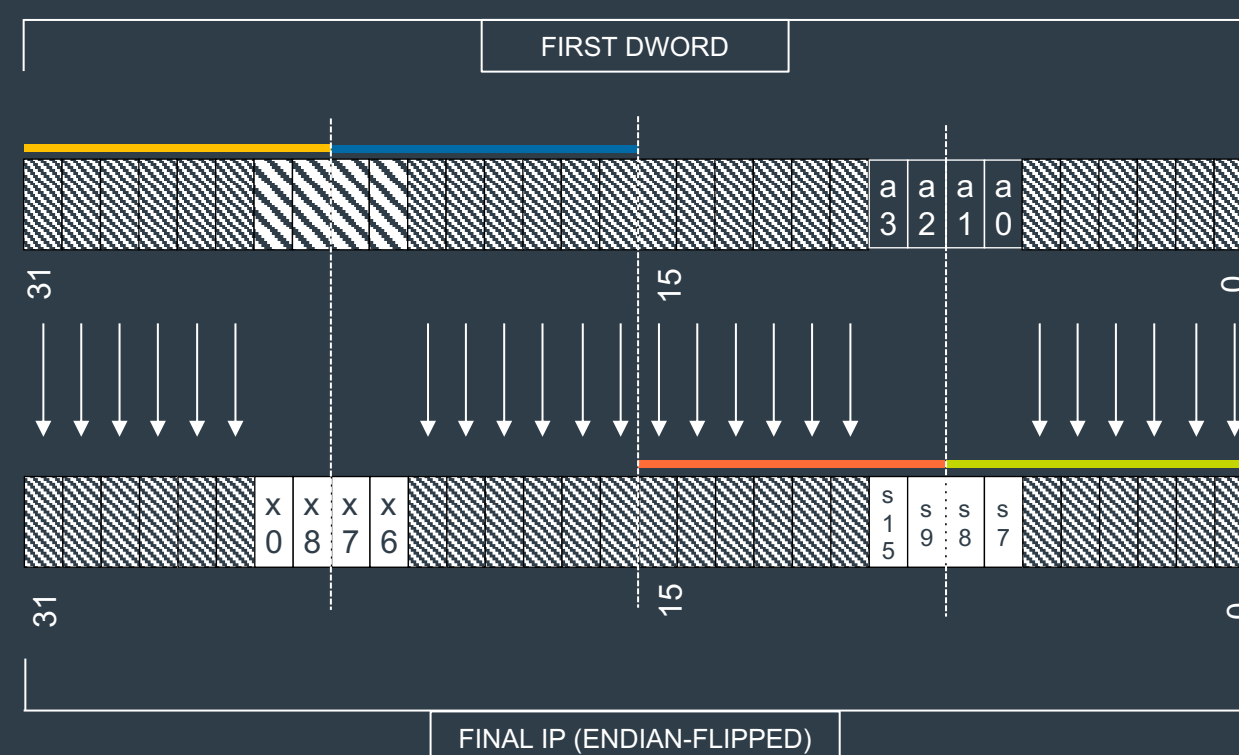 FIRST DWORD
a3 a2 a1 a0
31 15 0
x0 x8 x7 x6 s15 s9 s8 s7
31 15 0
FINAL IP (ENDIAN-FLIPPED)